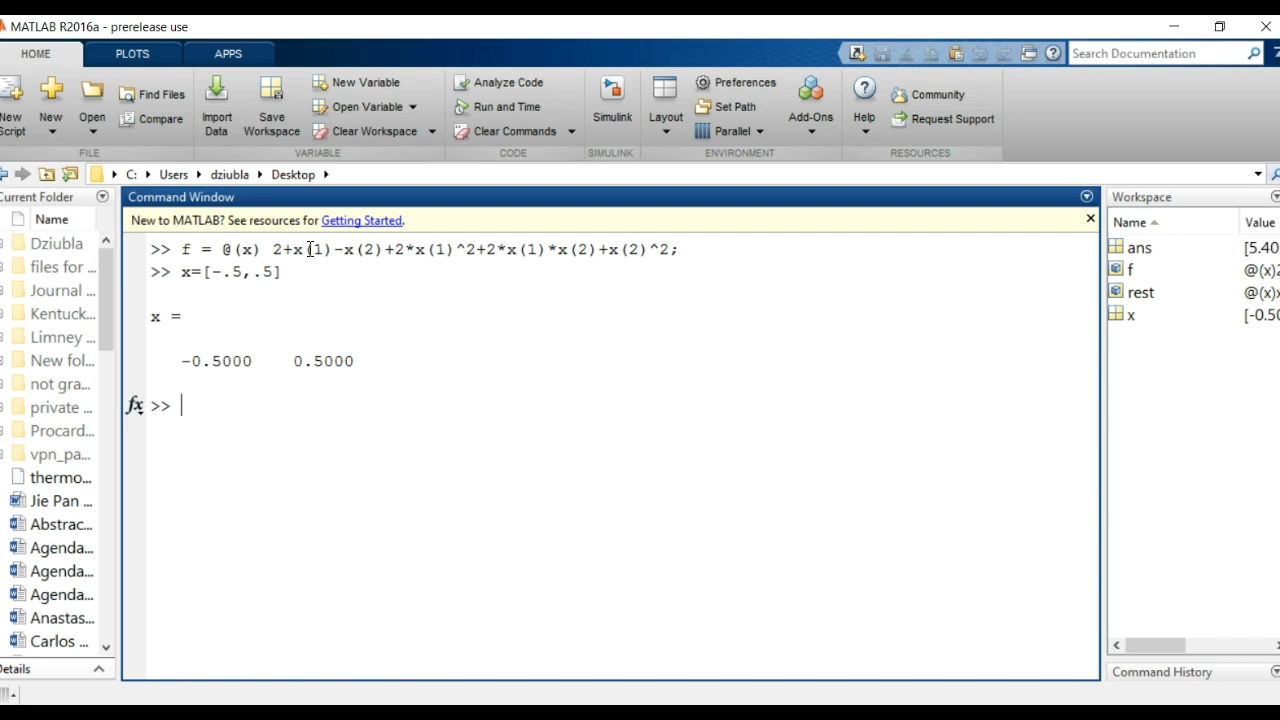 MATLAB R2016a - prerelease use
HOME PLOTS APPS Search Documentation
New Script New Open Find Files Compare Import Data Save Workspace New Variable Open Variable Clear Workspace Analyze Code Run and Time Clear Commands Simulink Layout Preferences Set Path Parallel Add-Ons Help Community Request Support
FILE VARIABLE CODE SIMULINK ENVIRONMENT RESOURCES
C: Users dziubla Desktop
Current Folder Command Window Workspace
Name
New to MATLAB? See resources for Getting Started.
Name Value
>> f = @(x) 2+x(1)-x(2)+2*x(1)^2+2*x(1)*x(2)+x(2)^2;
>> x=[-.5,.5]
x =
-0.5000 0.5000
fx >>
Dziubla
files for ...
Journal ...
Kentuck...
Limney ...
New fol...
not gra...
private ...
Procard...
vpn_pa...
thermo...
Jie Pan ...
Abstrac...
Agenda...
Agenda...
Agenda...
Anastas...
Carlos ...
Details
ans [5.40
f @(x)2
rest @(x)x
x [-0.50
Command History